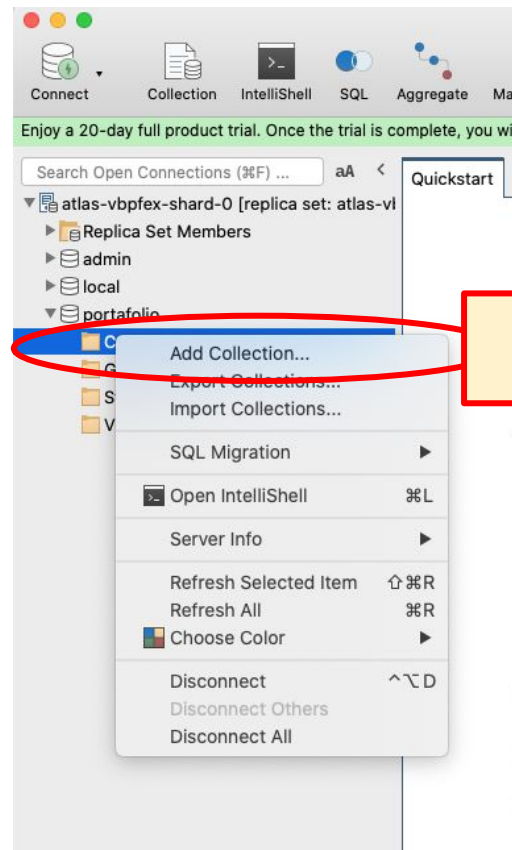 Connect
Collection
IntelliShell
SQL
Aggregate
Ma
Enjoy a 20-day full product trial. Once the trial is complete, you wi
Search Open Connections (⌘F) ...
aA
Quickstart
atlas-vbpfex-shard-0 [replica set: atlas-vl
Replica Set Members
admin
local
portafolio
C
G
S
V
Add Collection...
Export Collections...
Import Collections...
SQL Migration
Open IntelliShell ⌘L
Server Info
Refresh Selected Item ⇧⌘R
Refresh All ⌘R
Choose Color
Disconnect ^⌥D
Disconnect Others
Disconnect All